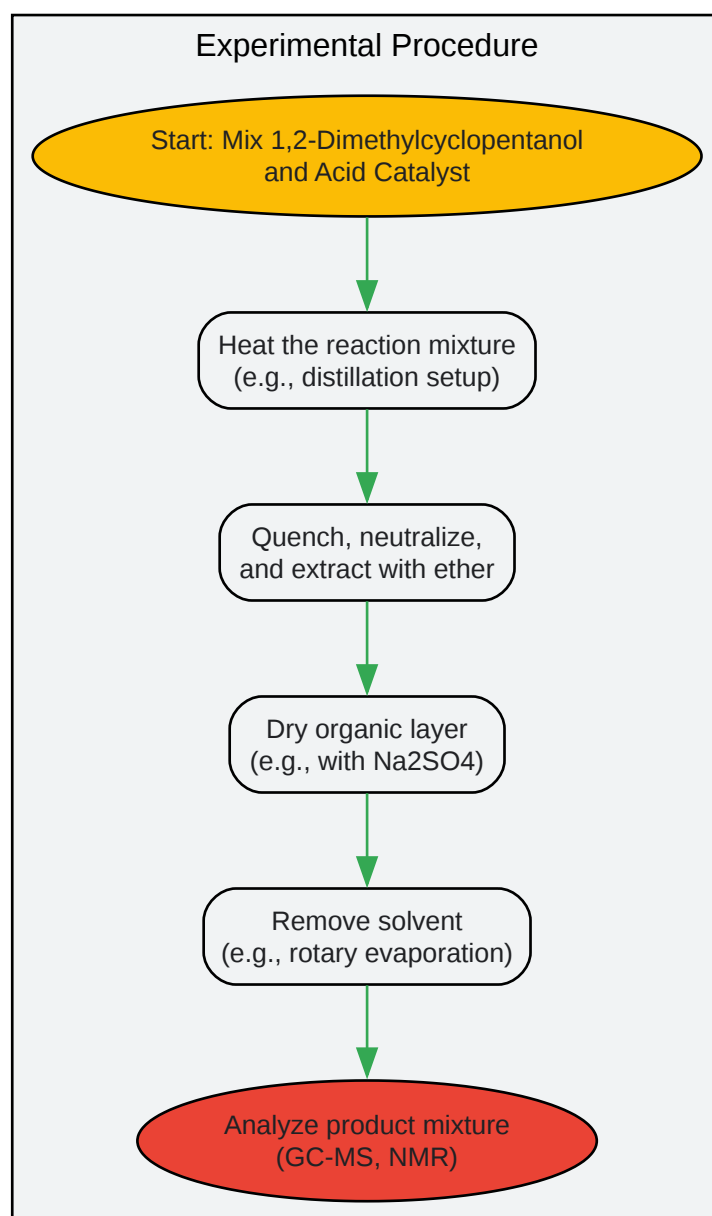 Experimental Procedure
Start: Mix 1,2-Dimethylcyclopentanol
and Acid Catalyst
Heat the reaction mixture
(e.g., distillation setup)
Quench, neutralize,
and extract with ether
Dry organic layer
(e.g., with Na2SO4)
Remove solvent
(e.g., rotary evaporation)
Analyze product mixture
(GC-MS, NMR)